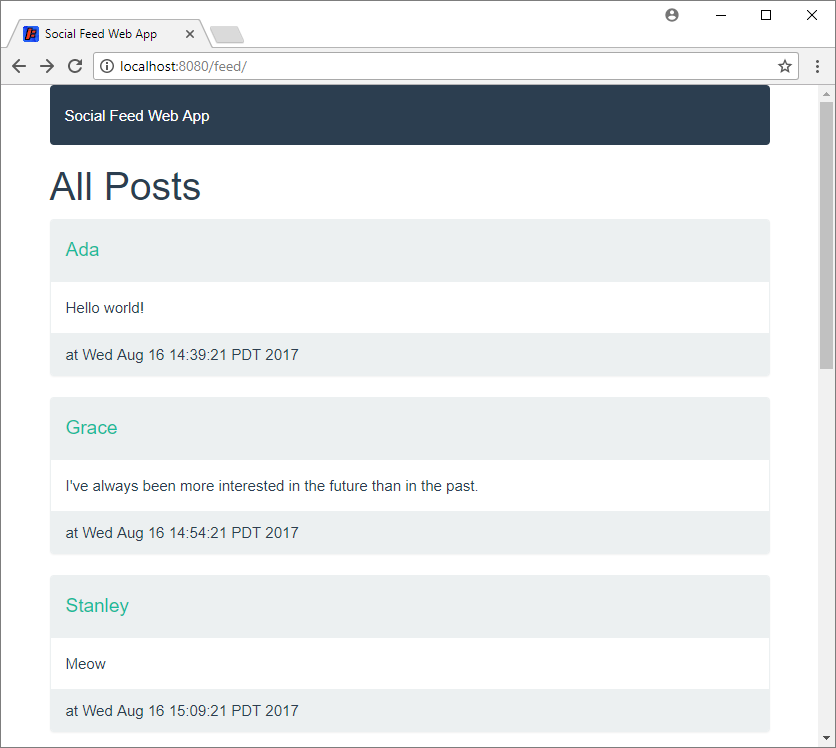 Social Feed Web App
localhost:8080/feed/
Social Feed Web App
All Posts
Ada
Hello world!
at Wed Aug 16 14:39:21 PDT 2017
Grace
I've always been more interested in the future than in the past.
at Wed Aug 16 14:54:21 PDT 2017
Stanley
Meow
at Wed Aug 16 15:09:21 PDT 2017